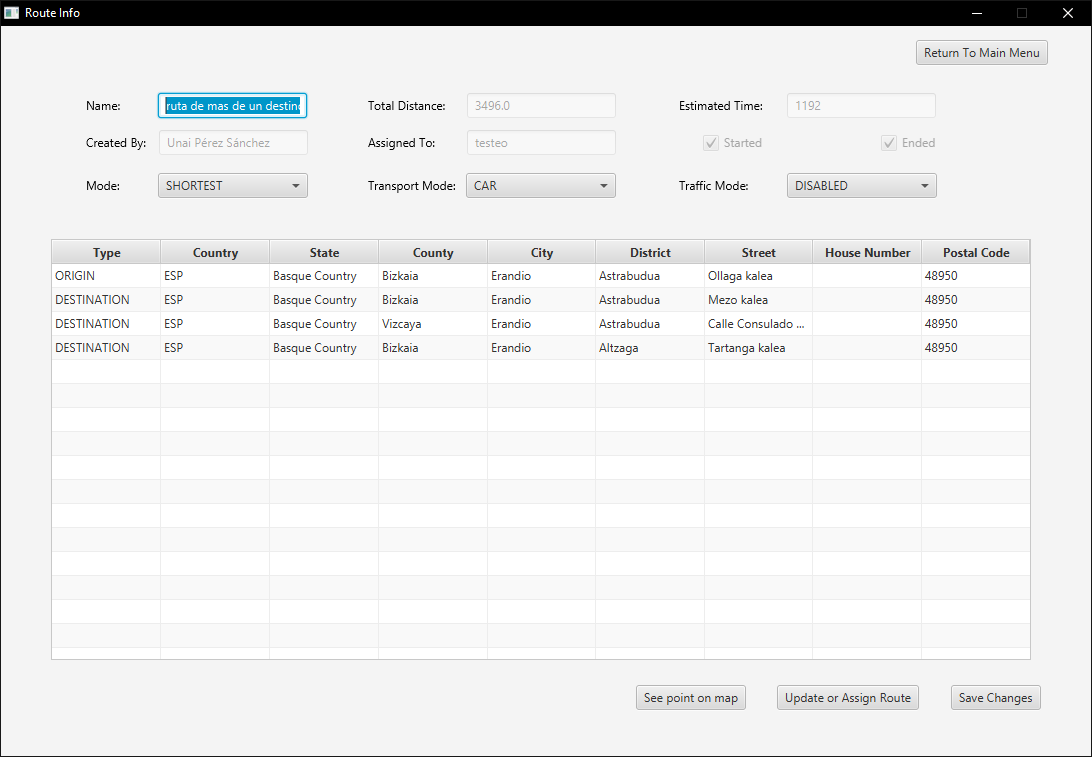 Route Info
Return To Main Menu
Name: ruta de mas de un destino Total Distance: 3496.0 Estimated Time: 1192
Created By: Unai Pérez Sánchez Assigned To: testeo Started Ended
Mode: SHORTEST Transport Mode: CAR Traffic Mode: DISABLED
Type Country State County City District Street House Number Postal Code
ORIGIN ESP Basque Country Bizkaia Erandio Astrabudua Ollaga kalea 48950
DESTINATION ESP Basque Country Bizkaia Erandio Astrabudua Mezo kalea 48950
DESTINATION ESP Basque Country Vizcaya Erandio Astrabudua Calle Consulado ... 48950
DESTINATION ESP Basque Country Bizkaia Erandio Altzaga Tartanga kalea 48950
See point on map Update or Assign Route Save Changes